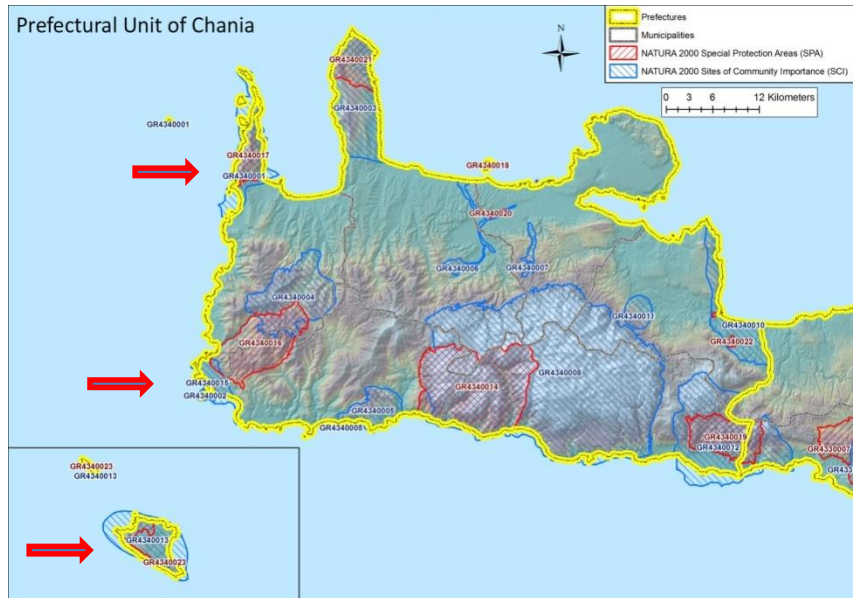 Prefectural Unit of Chania
N
Prefectures
Municipalities
NATURA 2000 Special Protection Areas (SPA)
NATURA 2000 Sites of Community Importance (SCI)
0 3 6 12 Kilometers
GR4340021
GR4340003
GR4340001
GR4340017
GR4340001
GR4340018
GR4340020
GR4340006
GR4340007
GR4340004
GR4340011
GR4340010
GR4340022
GR4340016
GR4340015
GR4340002
GR4340014
GR4340008
GR4340005
GR4340005
GR4340019
GR4340012
GR4330007
GR4340023
GR4340013
GR4340013
GR4340023